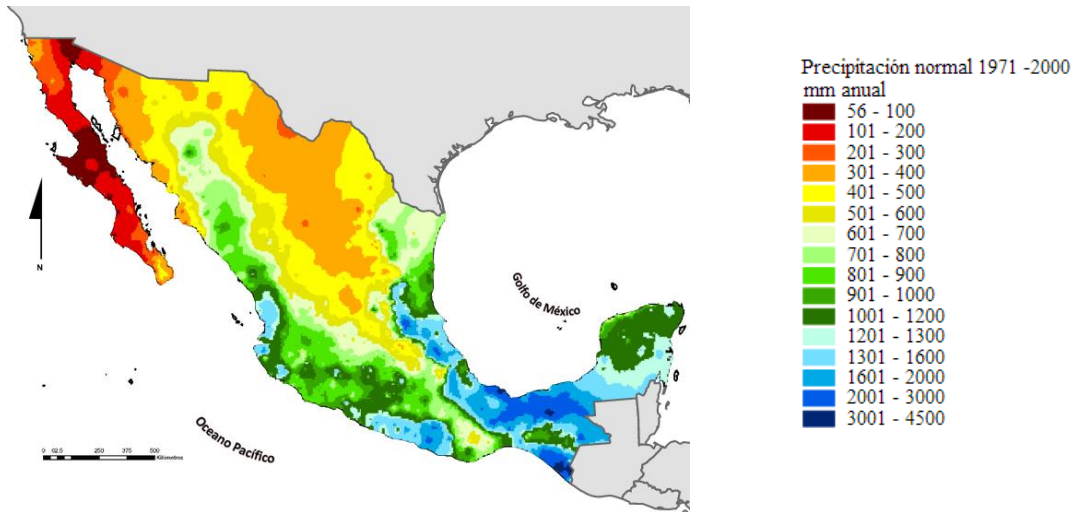 Golfo de México
Oceano Pacífico
N
0 62.5 125 250 375 500
Kilometros
Precipitación normal 1971 -2000
mm anual
56 - 100
101 - 200
201 - 300
301 - 400
401 - 500
501 - 600
601 - 700
701 - 800
801 - 900
901 - 1000
1001 - 1200
1201 - 1300
1301 - 1600
1601 - 2000
2001 - 3000
3001 - 4500